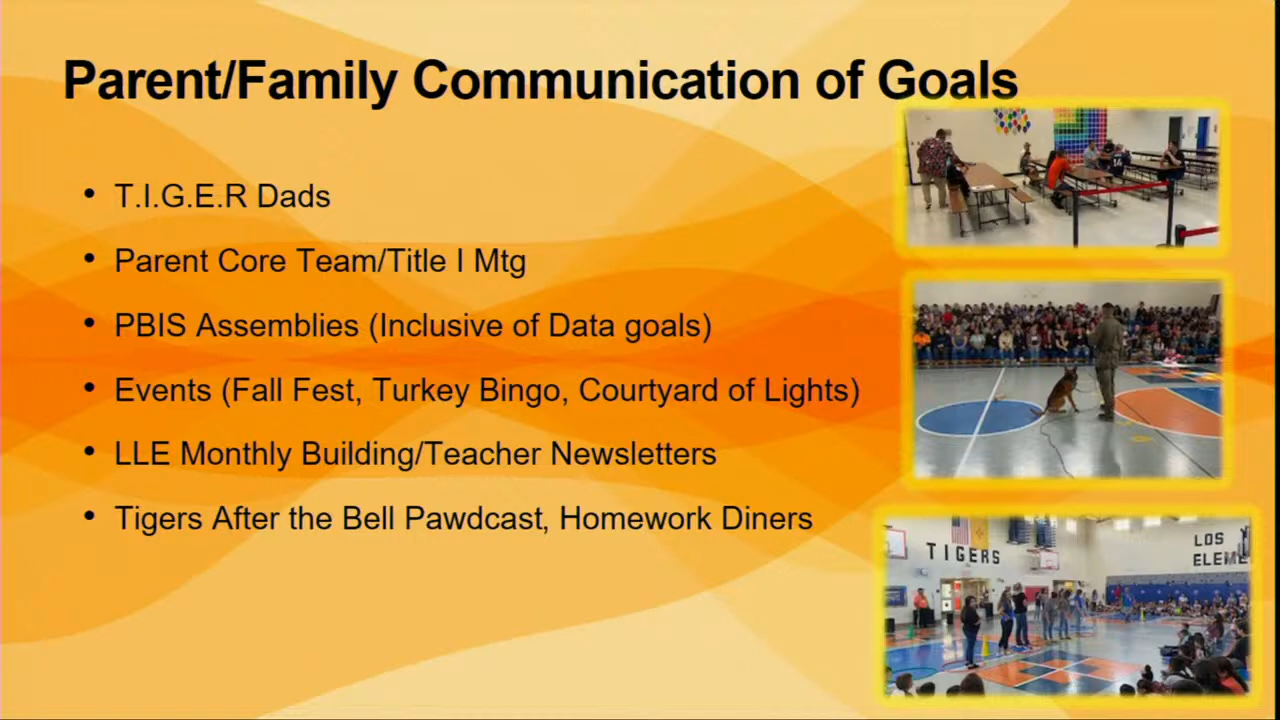 Parent/Family Communication of Goals
• T.I.G.E.R Dads
• Parent Core Team/Title I Mtg
• PBIS Assemblies (Inclusive of Data goals)
• Events (Fall Fest, Turkey Bingo, Courtyard of Lights)
• LLE Monthly Building/Teacher Newsletters
• Tigers After the Bell Pawdcast, Homework Diners
TIGERS
LOS
ELEME